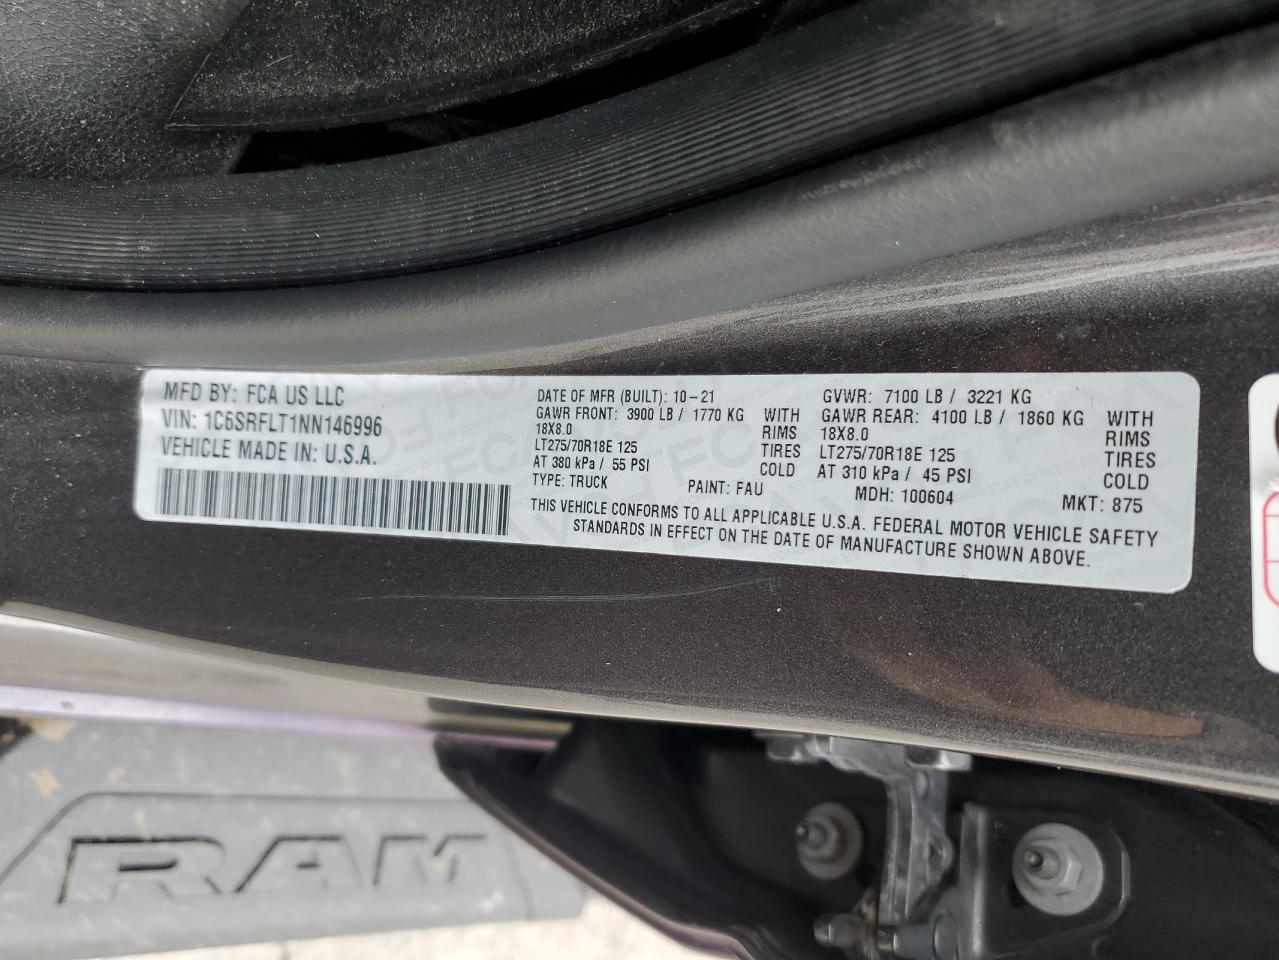 MFD BY: FCA US LLC
VIN: 1C6SRFLT1NN146996
VEHICLE MADE IN: U.S.A.
DATE OF MFR (BUILT): 10-21
GAWR FRONT: 3900 LB / 1770 KG WITH
18X8.0 RIMS
LT275/70R18E 125 TIRES
AT 380 kPa / 55 PSI COLD
GVWR: 7100 LB / 3221 KG
GAWR REAR: 4100 LB / 1860 KG WITH
18X8.0 RIMS
LT275/70R18E 125 TIRES
AT 310 kPa / 45 PSI COLD
TYPE: TRUCK PAINT: FAU MDH: 100604 MKT: 875
THIS VEHICLE CONFORMS TO ALL APPLICABLE U.S.A. FEDERAL MOTOR VEHICLE SAFETY
STANDARDS IN EFFECT ON THE DATE OF MANUFACTURE SHOWN ABOVE.
RAM